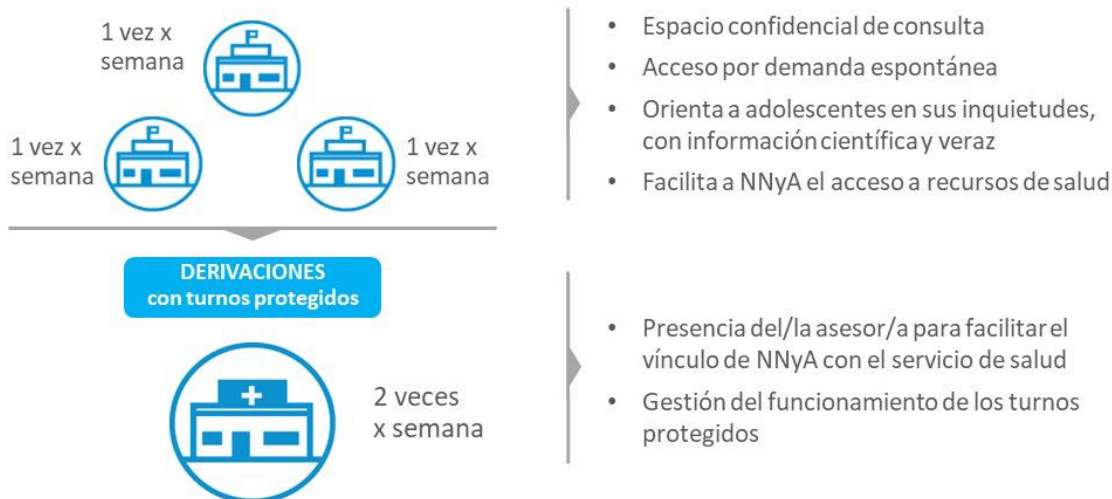 1 vez x
semana
1 vez x
semana
1 vez x
semana
• Espacio confidencial de consulta
• Acceso por demanda espontánea
• Orienta a adolescentes en sus inquietudes,
con información científica y veraz
• Facilita a NNyA el acceso a recursos de salud
DERIVACIONES
con turnos protegidos
2 veces
x semana
• Presencia del/la asesor/a para facilitar el
vínculo de NNyA con el servicio de salud
• Gestión del funcionamiento de los turnos
protegidos